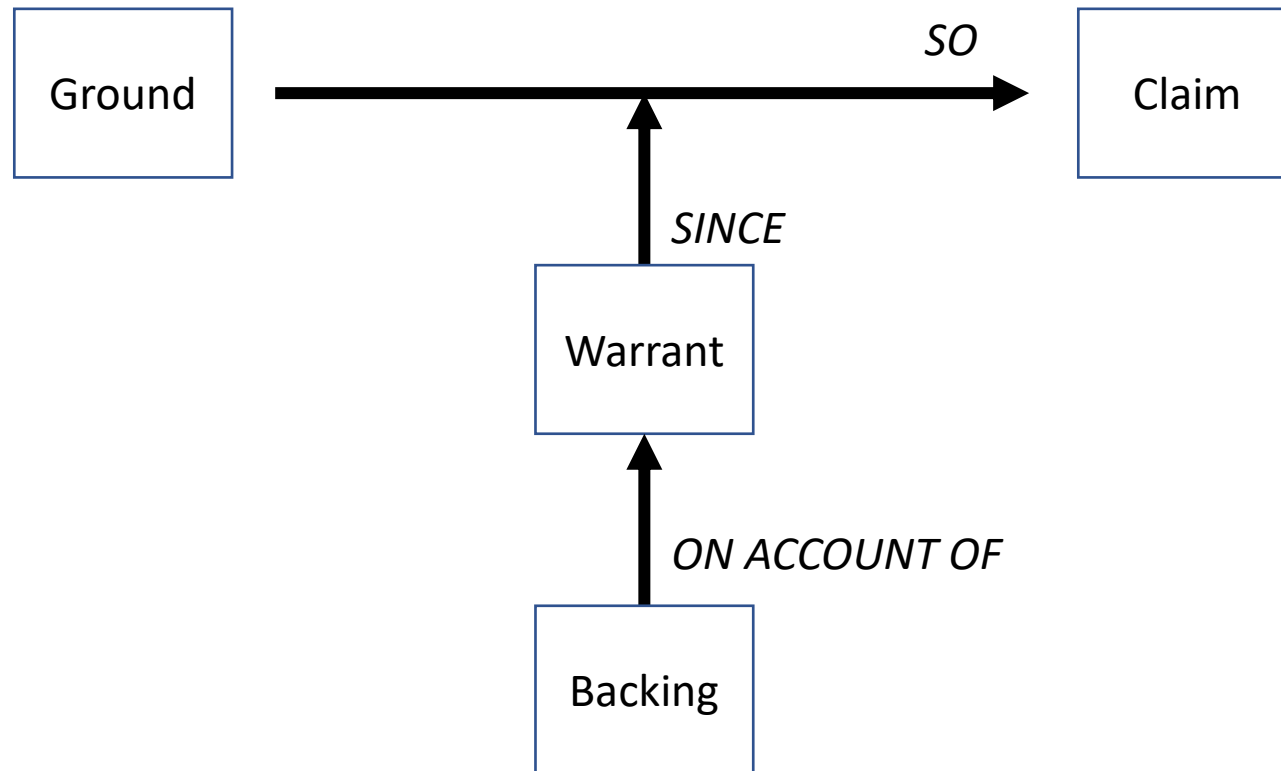 SO
Ground
Claim
SINCE
Warrant
ON ACCOUNT OF
Backing